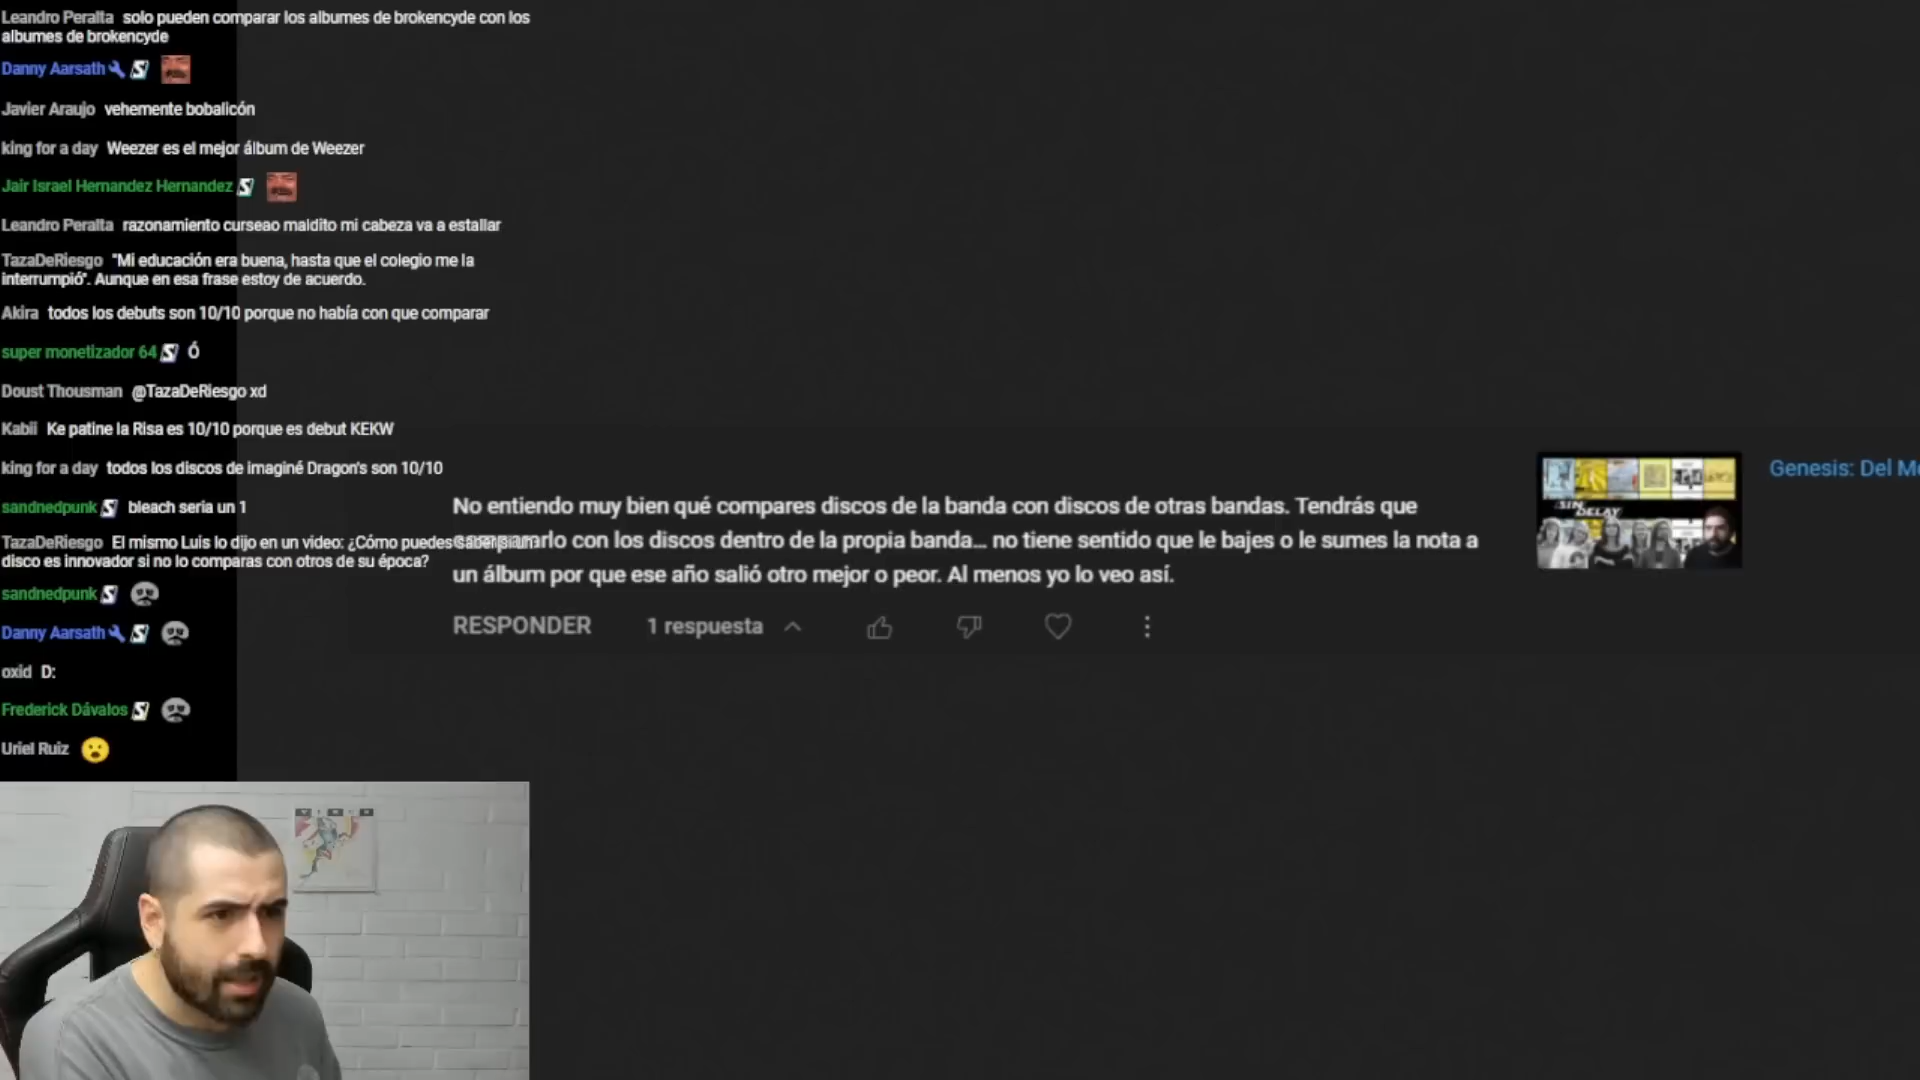 Leandro Peralta solo pueden comparar los albumes de brokencyde con los
albumes de brokencyde
Danny Aarsath
Javier Araujo vehemente bobalicón
king for a day Weezer es el mejor álbum de Weezer
Jair Israel Hernandez Hernandez
Leandro Peralta razonamiento curseao maldito mi cabeza va a estallar
TazaDeRiesgo "Mi educación era buena, hasta que el colegio me la
interrumpió". Aunque en esa frase estoy de acuerdo.
Akira todos los debuts son 10/10 porque no había con que comparar
super monetizador 64 Ó
Doust Thousman @TazaDeRiesgo xd
Kabii Ke patine la Risa es 10/10 porque es debut KEKW
king for a day todos los discos de imaginé Dragon's son 10/10
sandnedpunk bleach seria un 1
TazaDeRiesgo El mismo Luis lo dijo en un video: ¿Cómo puedes
disco es innovador si no lo comparas con otros de su época?
sandnedpunk
Danny Aarsath
oxid D:
Frederick Dávalos
Uriel Ruiz
No entiendo muy bien qué compares discos de la banda con discos de otras bandas. Tendrás que
con los discos dentro de la propia banda... no tiene sentido que le bajes o le sumes la nota a
un álbum por que ese año salió otro mejor o peor. Al menos yo lo veo así.
RESPONDER 1 respuesta
SIN DELAY
Genesis: Del